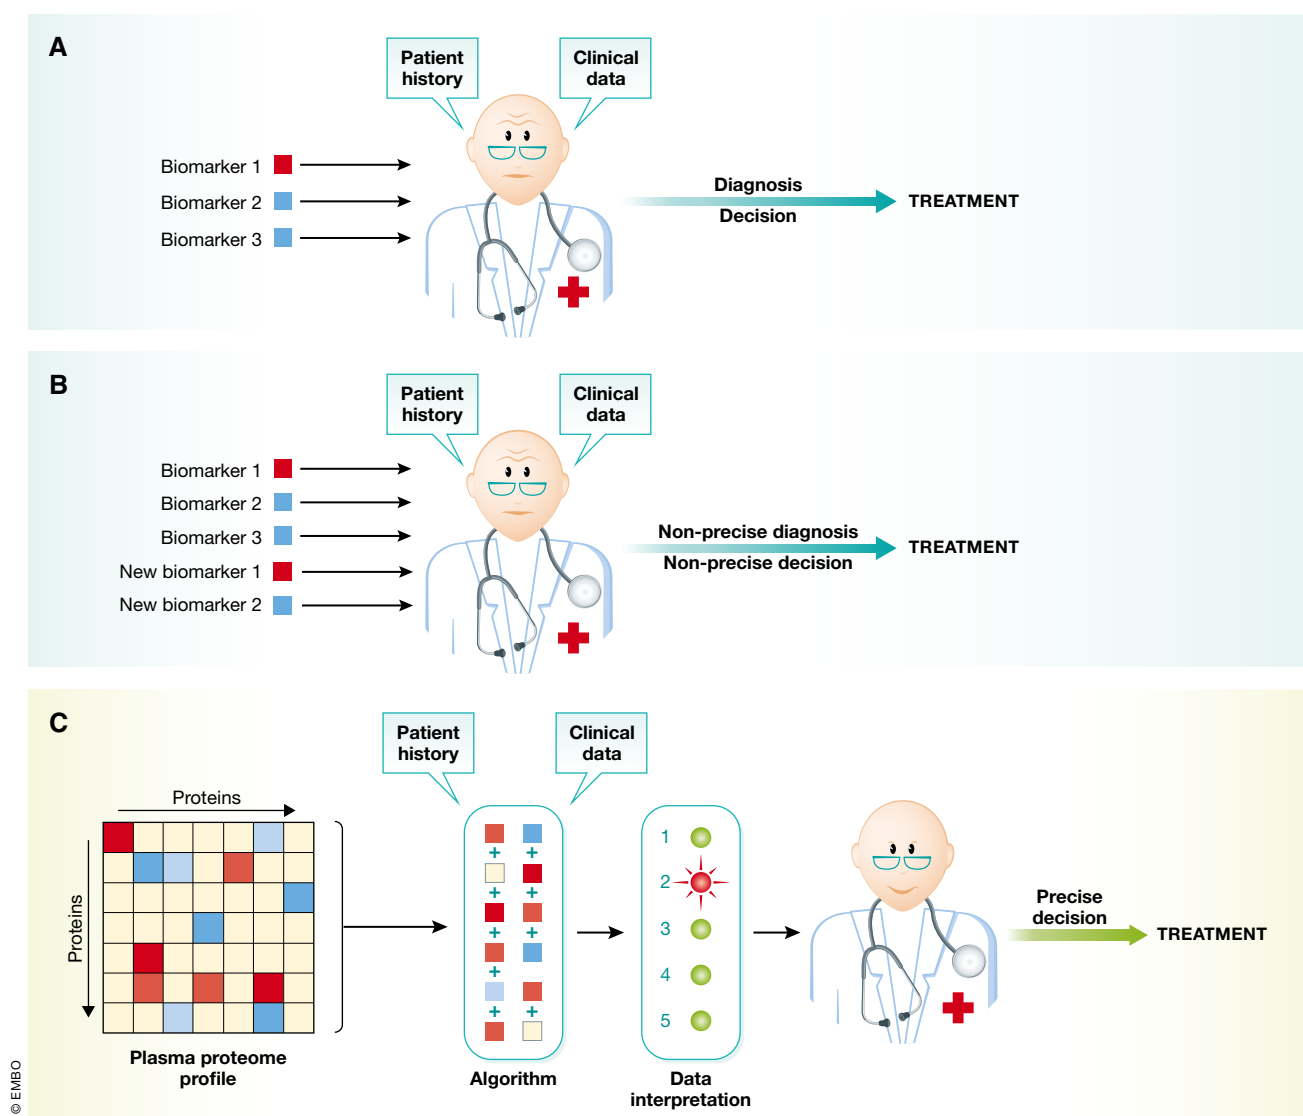 A
Patient
history
Clinical
data
Biomarker 1
Biomarker 2
Biomarker 3
Diagnosis
Decision
TREATMENT
B
Patient
history
Clinical
data
Biomarker 1
Biomarker 2
Biomarker 3
New biomarker 1
New biomarker 2
Non-precise diagnosis
Non-precise decision
TREATMENT
C
Patient
history
Clinical
data
Proteins
Proteins
Plasma proteome
profile
+ +
+ +
+ +
+
+ +
Algorithm
1
2
3
4
5
Data
interpretation
Precise
decision
TREATMENT
© EMBO